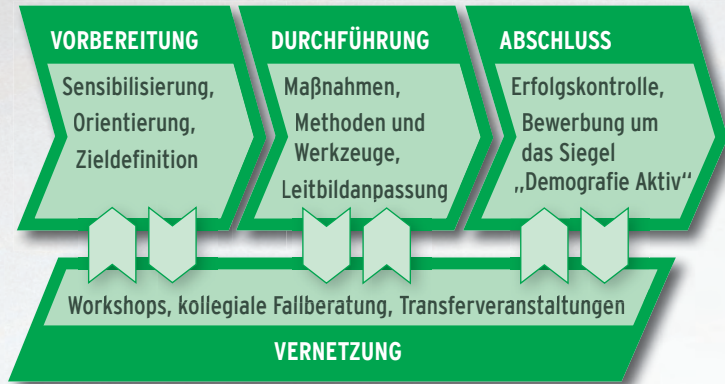 VORBEREITUNG
Sensibilisierung,
Orientierung,
Zieldefinition
DURCHFÜHRUNG
Maßnahmen,
Methoden und
Werkzeuge,
Leitbildanpassung
ABSCHLUSS
Erfolgskontrolle,
Bewerbung um
das Siegel
„Demografie Aktiv“
Workshops, kollegiale Fallberatung, Transferveranstaltungen
VERNETZUNG